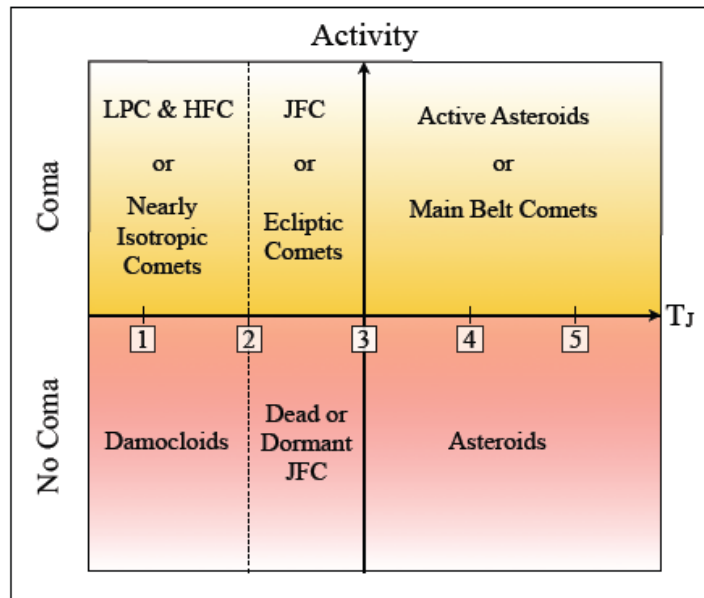 Activity
LPC & HFC
or
Nearly
Isotropic
Comets
JFC
or
Ecliptic
Comets
Active Asteroids
or
Main Belt Comets
Coma
TJ
1
2
3
4
5
No Coma
Damocloids
Dead or
Dormant
JFC
Asteroids